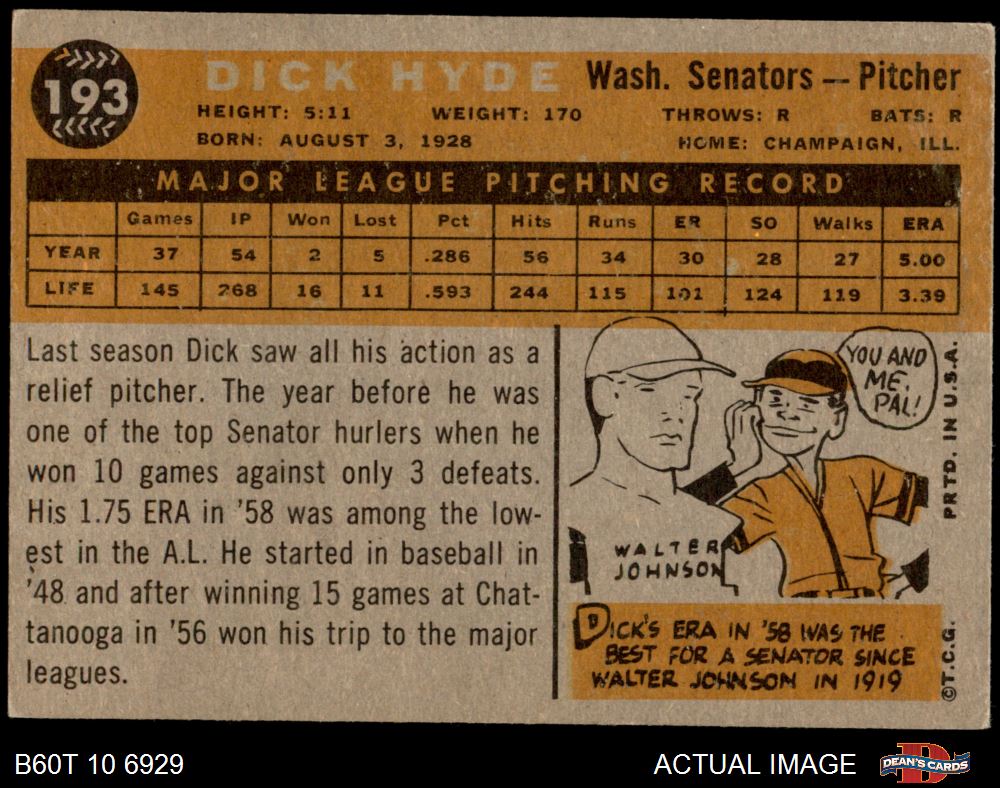 193
DICK HYDE Wash. Senators — Pitcher
HEIGHT: 5:11 WEIGHT: 170 THROWS: R BATS: R
BORN: AUGUST 3, 1928 HOME: CHAMPAIGN, ILL.
MAJOR LEAGUE PITCHING RECORD
Games IP Won Lost Pct Hits Runs ER SO Walks ERA
YEAR 37 54 2 5 .286 56 34 30 28 27 5.00
LIFE 145 268 16 11 .593 244 115 101 124 119 3.39
Last season Dick saw all his action as a
relief pitcher. The year before he was
one of the top Senator hurlers when he
won 10 games against only 3 defeats.
His 1.75 ERA in '58 was among the low-
est in the A.L. He started in baseball in
'48 and after winning 15 games at Chat-
tanooga in '56 won his trip to the major
leagues.
YOU AND
ME,
PAL!
WALTER
JOHNSON
DICK'S ERA IN '58 WAS THE
BEST FOR A SENATOR SINCE
WALTER JOHNSON IN 1919
©T.C.G. PRTD. IN U.S.A.
B60T 10 6929 ACTUAL IMAGE
D
DEAN'S CARDS